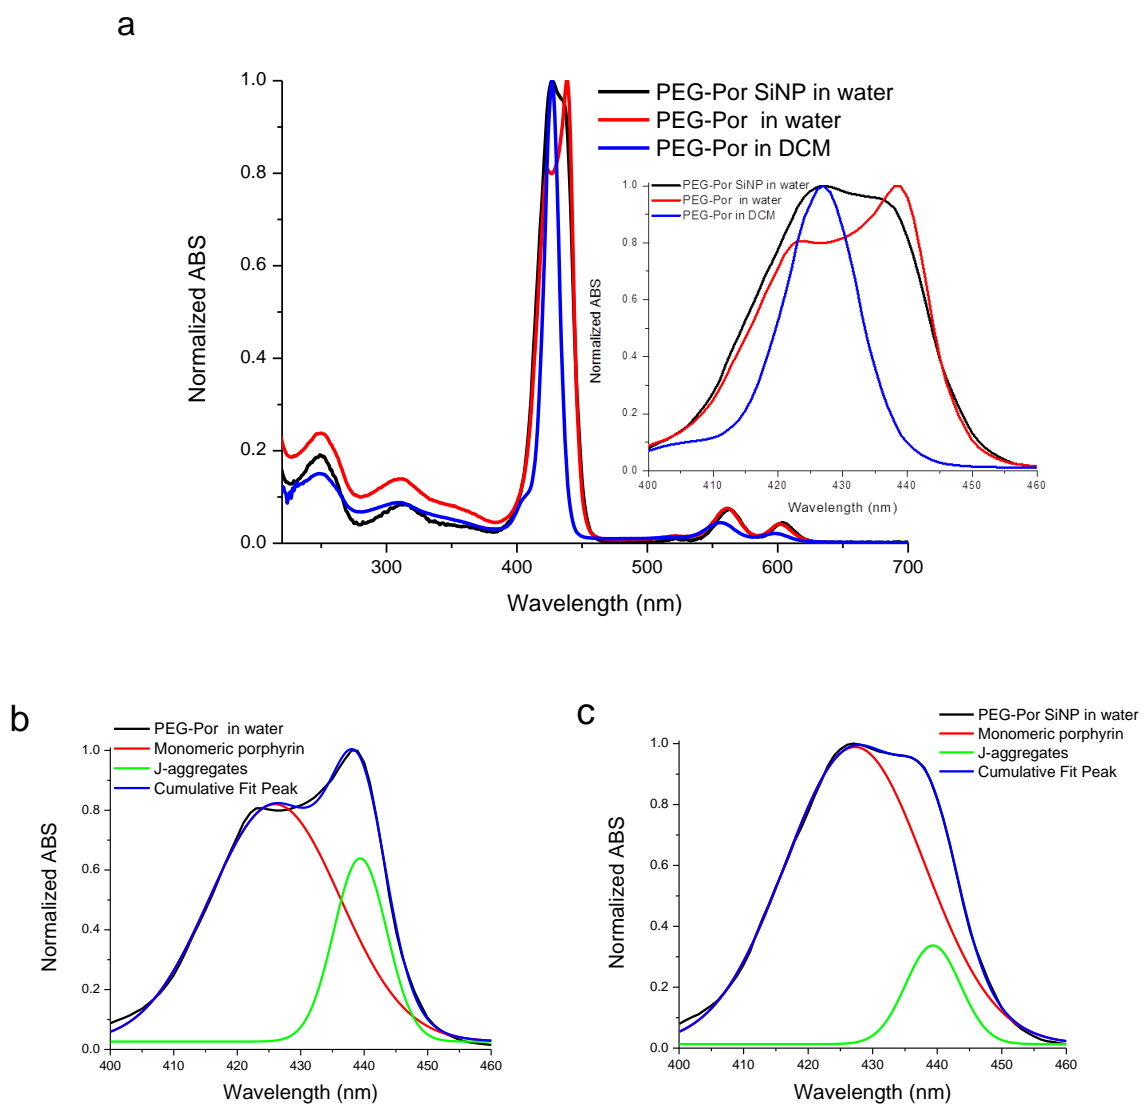 a
PEG-Por SiNP in water
PEG-Por  in water
PEG-Por in DCM
Normalized ABS
1.0
0.8
0.6
0.4
0.2
0.0
300
400
500
600
700
Wavelength (nm)
PEG-Por SiNP in water
PEG-Por  in water
PEG-Por in DCM
Normalized ABS
1.0
0.8
0.6
0.4
0.2
0.0
400
410
420
430
440
450
460
Wavelength (nm)
b
PEG-Por  in water
Monomeric porphyrin
J-aggregates
Cumulative Fit Peak
Normalized ABS
1.0
0.8
0.6
0.4
0.2
0.0
400
410
420
430
440
450
460
Wavelength (nm)
c
PEG-Por SiNP in water
Monomeric porphyrin
J-aggregates
Cumulative Fit Peak
Normalized ABS
1.0
0.8
0.6
0.4
0.2
0.0
400
410
420
430
440
450
460
Wavelength (nm)